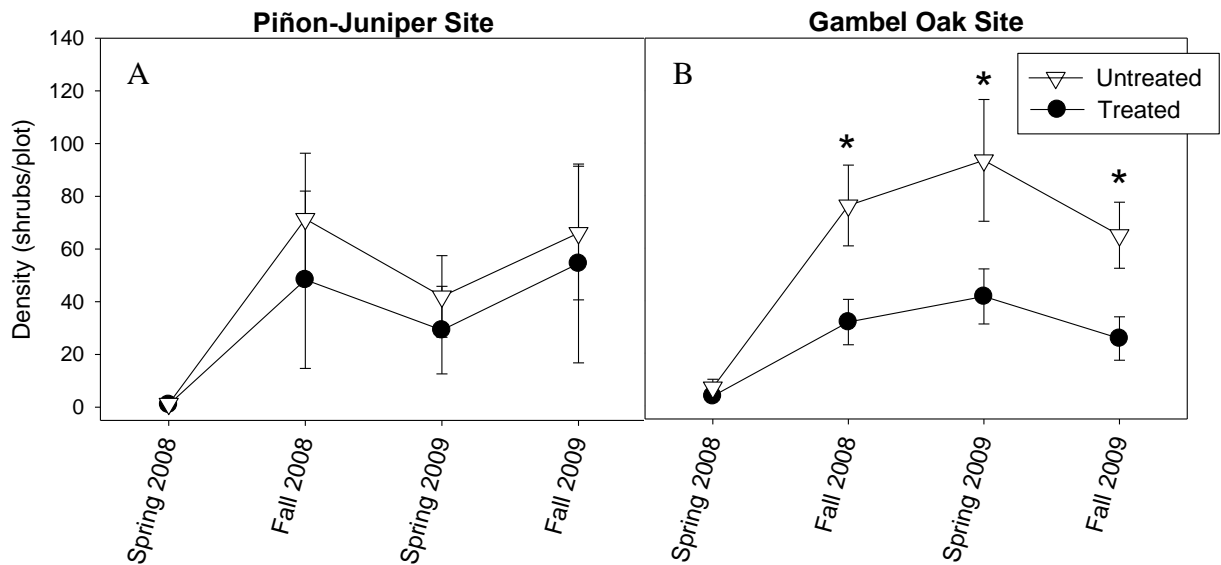 Piñon-Juniper Site
Gambel Oak Site
Density (shrubs/plot)
140
120
100
80
60
40
20
0
A
B
*
*
*
Untreated
Treated
Spring 2008
Fall 2008
Spring 2009
Fall 2009
Spring 2008
Fall 2008
Spring 2009
Fall 2009